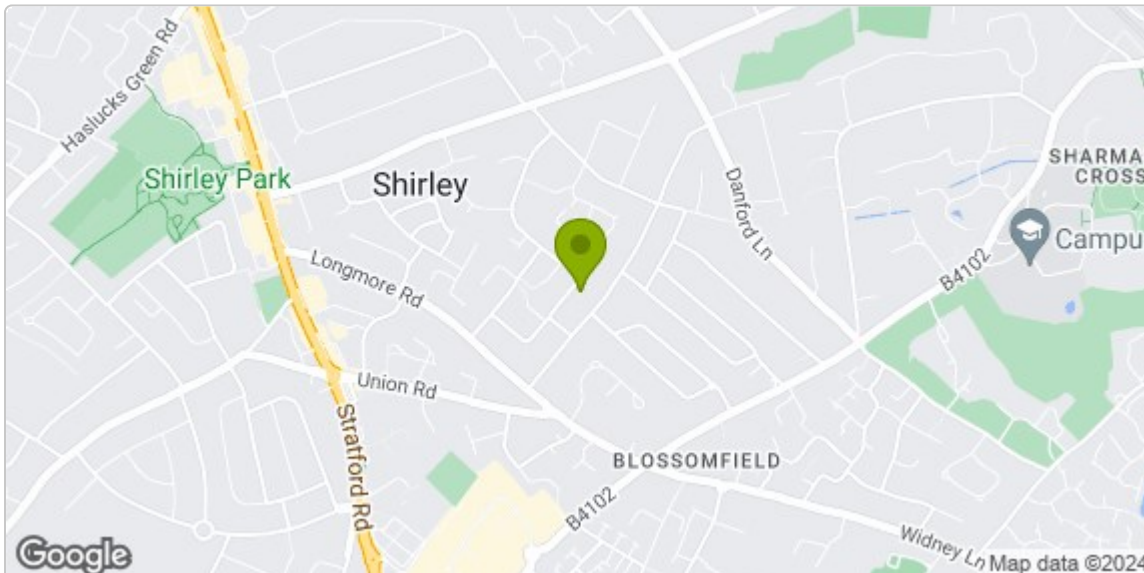 Haslucks Green Rd
Shirley Park
Shirley
Danford Ln
SHARMA
CROSS
Campu
B4102
Longmore Rd
Union Rd
Stratford Rd
BLOSSOMFIELD
B4102
Widney Ln
Google
Map data ©2024